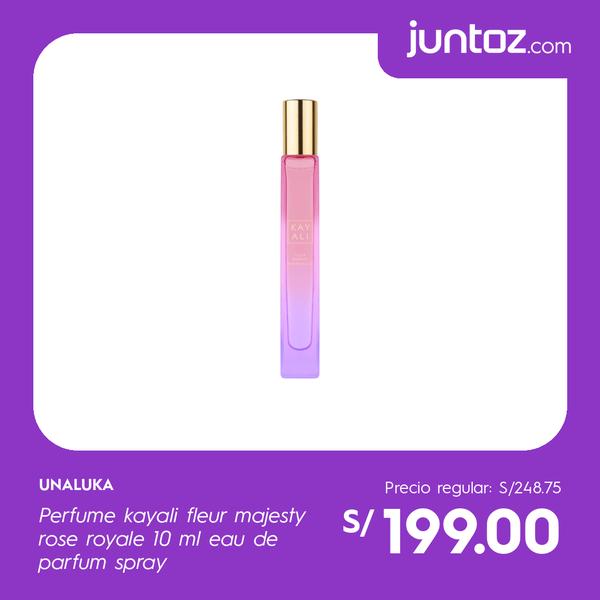 juntoz.com
KAY
ALI
UNALUKA
Perfume kayali fleur majesty
rose royale 10 ml eau de
parfum spray
Precio regular: S/248.75
S/199.00